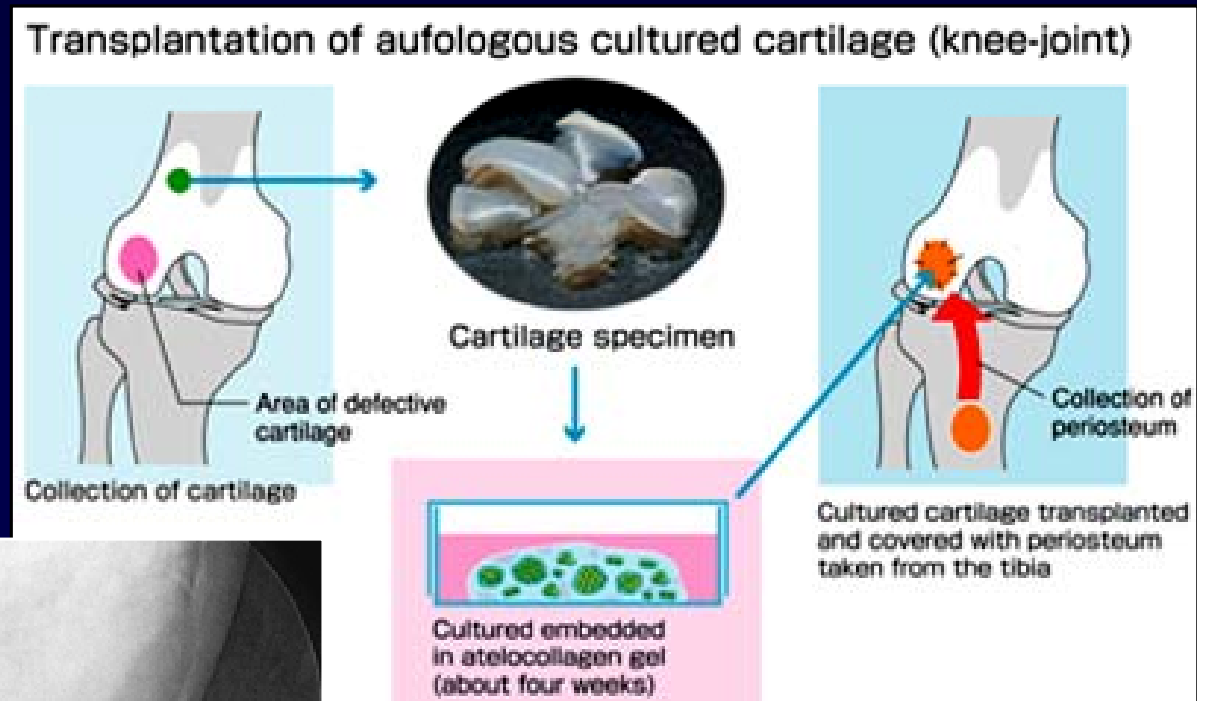 Transplantation of aufologous cultured cartilage (knee-joint)
Cartilage specimen
Area of defective
cartilage
Collection of cartilage
Cultured embedded
in atelocollagen gel
(about four weeks)
Collection of
periosteum
Cultured cartilage transplanted
and covered with periosteum
taken from the tibia